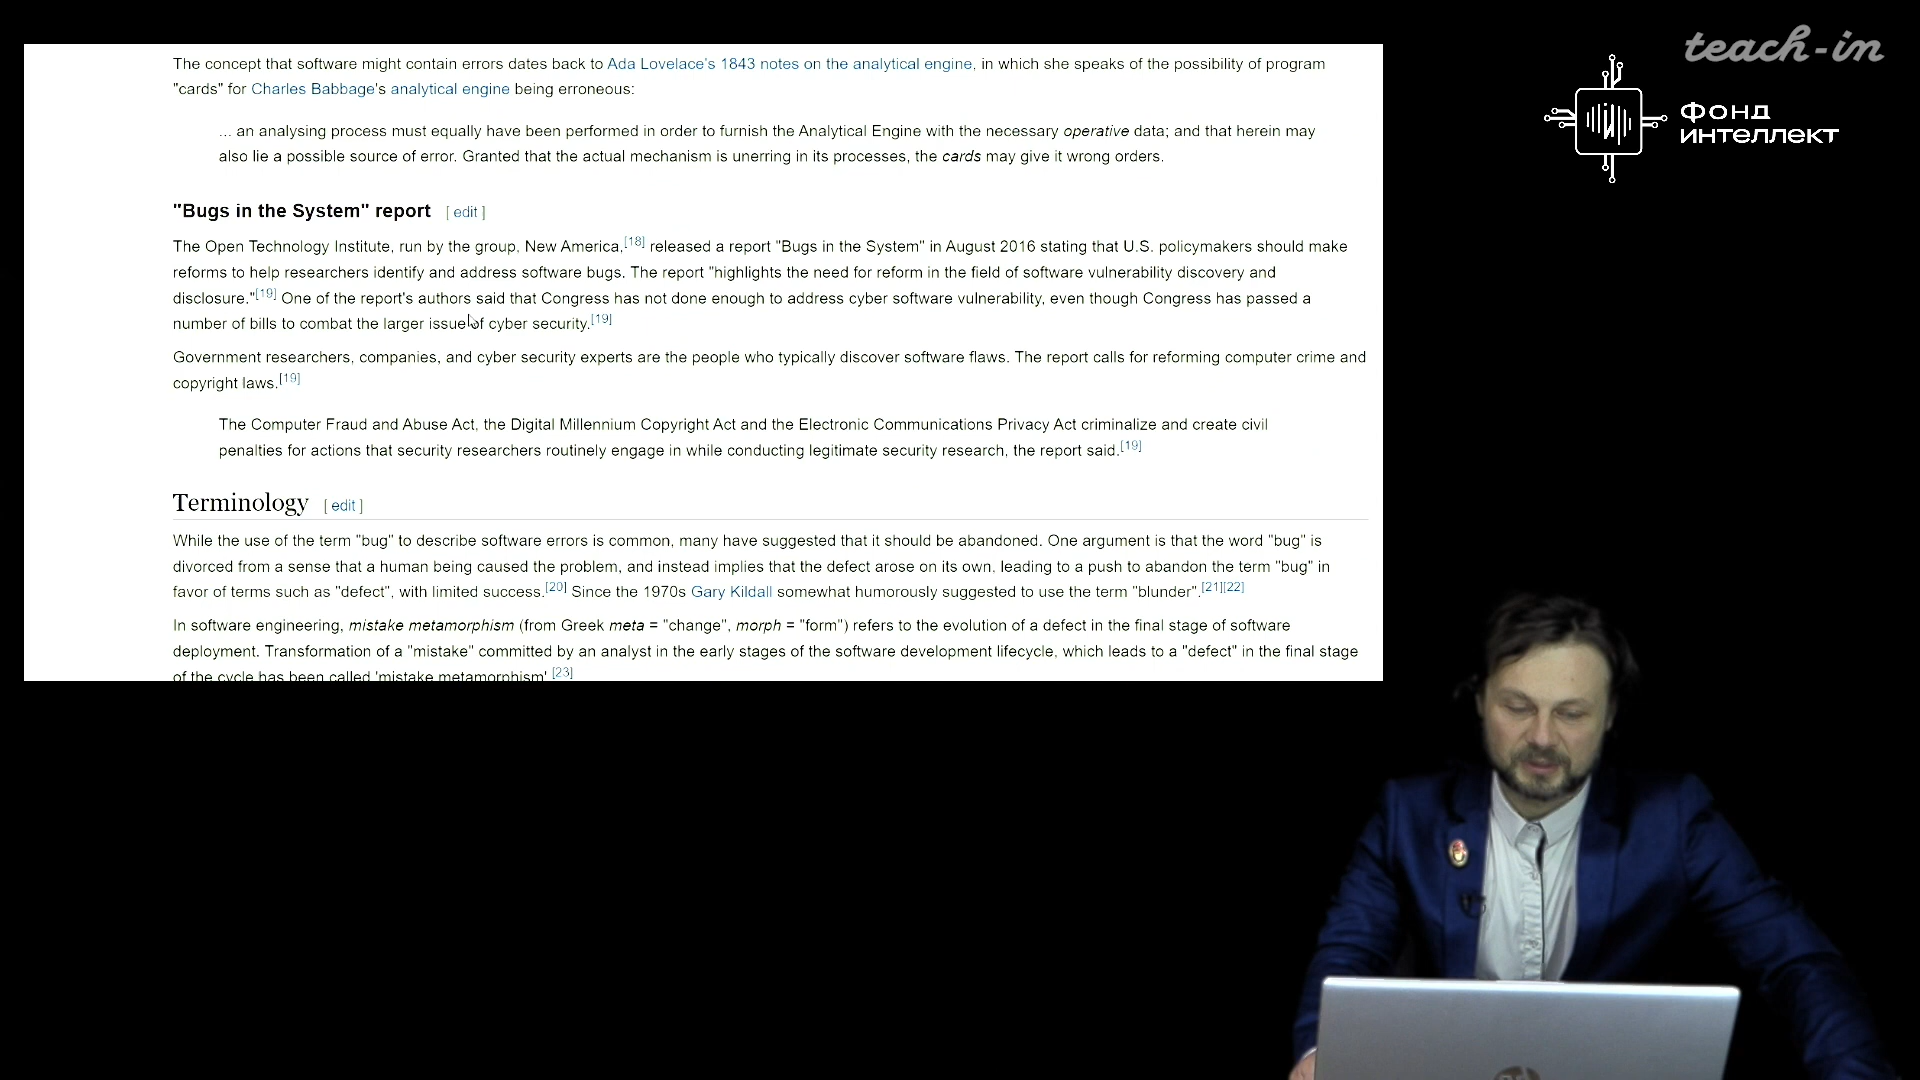 The concept that software might contain errors dates back to Ada Lovelace's 1843 notes on the analytical engine, in which she speaks of the possibility of program
"cards" for Charles Babbage's analytical engine being erroneous:
... an analysing process must equally have been performed in order to furnish the Analytical Engine with the necessary operative data; and that herein may
also lie a possible source of error. Granted that the actual mechanism is unerring in its processes, the cards may give it wrong orders.
"Bugs in the System" report [ edit ]
The Open Technology Institute, run by the group, New America,[18] released a report "Bugs in the System" in August 2016 stating that U.S. policymakers should make
reforms to help researchers identify and address software bugs. The report "highlights the need for reform in the field of software vulnerability discovery and
disclosure."[19] One of the report's authors said that Congress has not done enough to address cyber software vulnerability, even though Congress has passed a
number of bills to combat the larger issue of cyber security.[19]
Government researchers, companies, and cyber security experts are the people who typically discover software flaws. The report calls for reforming computer crime and
copyright laws.[19]
The Computer Fraud and Abuse Act, the Digital Millennium Copyright Act and the Electronic Communications Privacy Act criminalize and create civil
penalties for actions that security researchers routinely engage in while conducting legitimate security research, the report said.[19]
Terminology [ edit ]
While the use of the term "bug" to describe software errors is common, many have suggested that it should be abandoned. One argument is that the word "bug" is
divorced from a sense that a human being caused the problem, and instead implies that the defect arose on its own, leading to a push to abandon the term "bug" in
favor of terms such as "defect", with limited success.[20] Since the 1970s Gary Kildall somewhat humorously suggested to use the term "blunder".[21][22]
In software engineering, mistake metamorphism (from Greek meta = "change", morph = "form") refers to the evolution of a defect in the final stage of software
deployment. Transformation of a "mistake" committed by an analyst in the early stages of the software development lifecycle, which leads to a "defect" in the final stage
of the cycle has been called 'mistake metamorphism'.[23]
teach-in
ФОНД
ИНТЕЛЛЕКТ